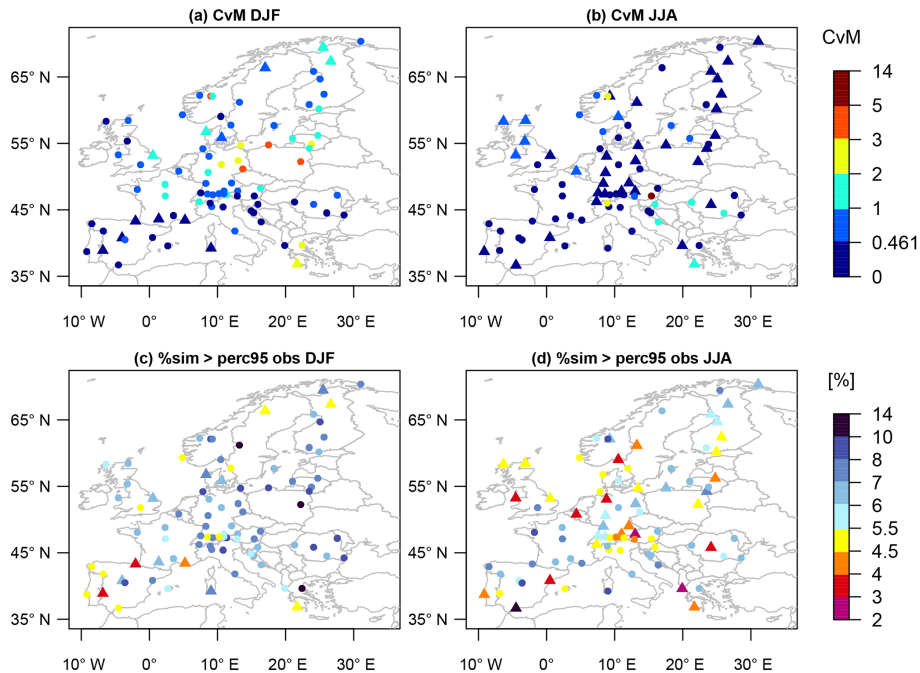 (a) CvM DJF
(b) CvM JJA
CvM
65° N
55° N
45° N
35° N
10° W 0° 10° E 20° E 30° E
65° N
55° N
45° N
35° N
10° W 0° 10° E 20° E 30° E
14
5
3
2
1
0.461
0
(c) %sim > perc95 obs DJF
(d) %sim > perc95 obs JJA
[%]
65° N
55° N
45° N
35° N
10° W 0° 10° E 20° E 30° E
65° N
55° N
45° N
35° N
10° W 0° 10° E 20° E 30° E
14
10
8
7
6
5.5
4.5
4
3
2